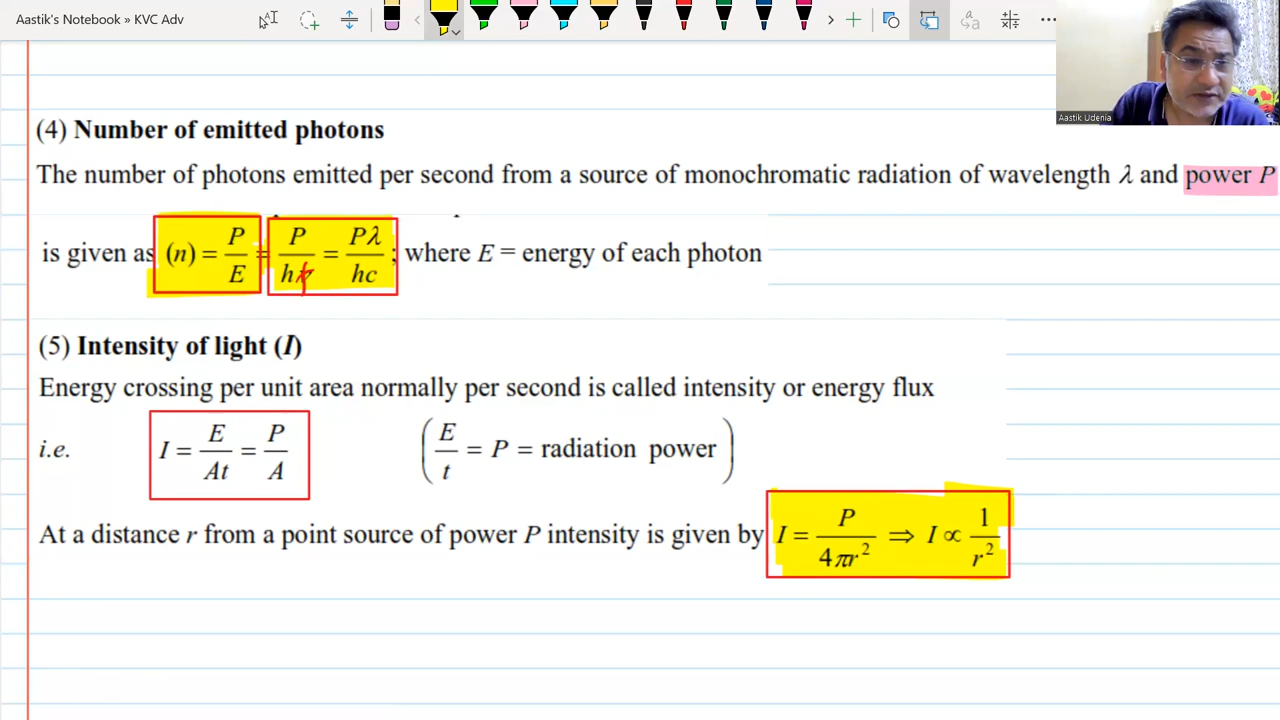 Aastik's Notebook » KVC Adv
Aastik Udenia
(4) Number of emitted photons
The number of photons emitted per second from a source of monochromatic radiation of wavelength λ and power P
is given as (n) = P/E = P/hν = Pλ/hc ; where E = energy of each photon
(5) Intensity of light (I)
Energy crossing per unit area normally per second is called intensity or energy flux
i.e. I = E/At = P/A (E/t = P = radiation power)
At a distance r from a point source of power P intensity is given by I = P/4πr² ⇒ I ∝ 1/r²